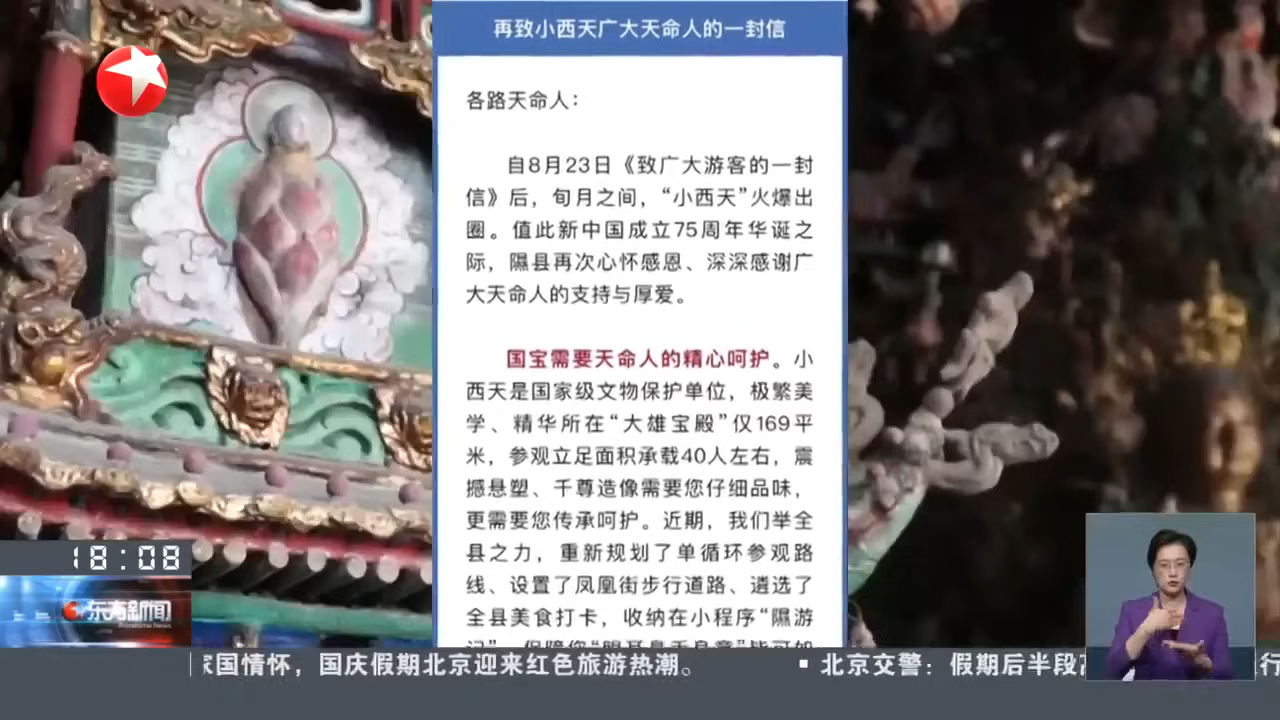 再致小西天广大天命人的一封信
各路天命人：
自8月23日《致广大游客的一封
信》后，旬月之间，“小西天”火爆出
圈。值此新中国成立75周年华诞之
际，隰县再次心怀感恩、深深感谢广
大天命人的支持与厚爱。
国宝需要天命人的精心呵护。小
西天是国家级文物保护单位，极繁美
学、精华所在“大雄宝殿”仅169平
米，参观立足面积承载40人左右，震
撼悬塑、千尊造像需要您仔细品味，
更需要您传承呵护。近期，我们举全
县之力，重新规划了单循环参观路
线、设置了凤凰街步行道路、遴选了
全县美食打卡，收纳在小程序“隰游
18:08
东方新闻
家国情怀，国庆假期北京迎来红色旅游热潮。
▪ 北京交警：假期后半段